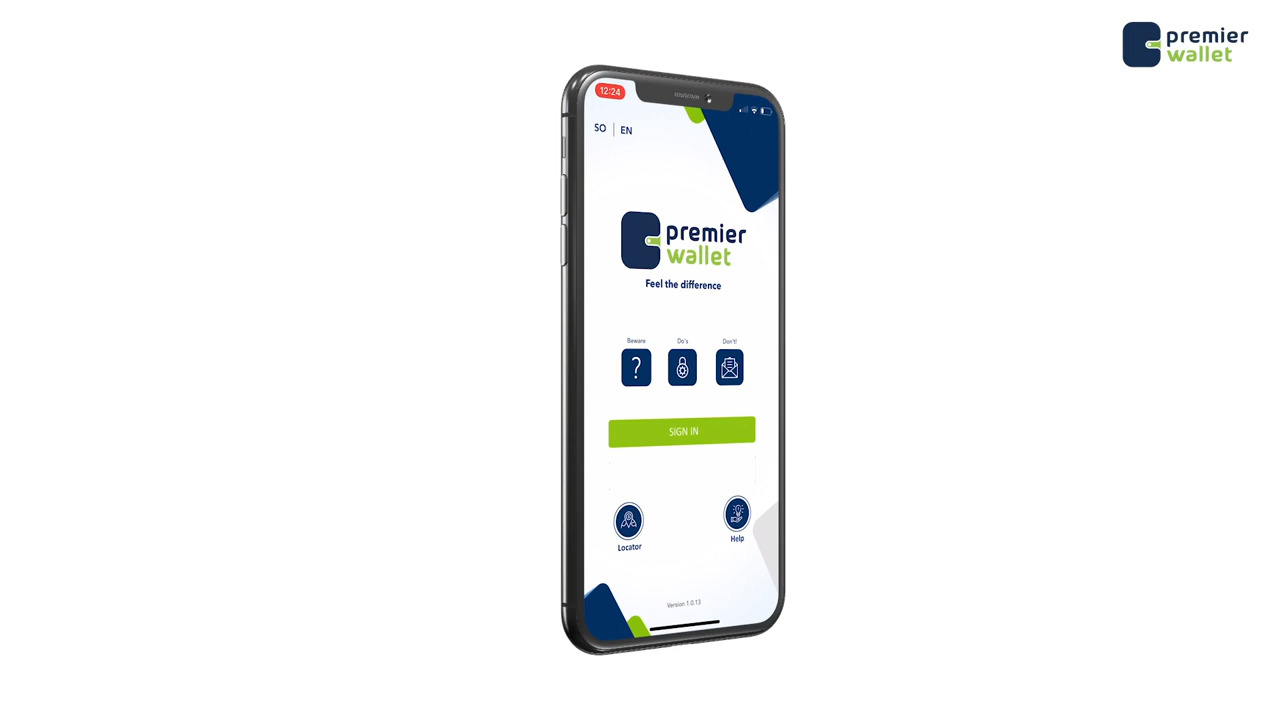 premier
wallet
12:24
SO | EN
premier
wallet
Feel the difference
Beware
Do's
Don't!
SIGN IN
Locator
Help
Version 1.0.13